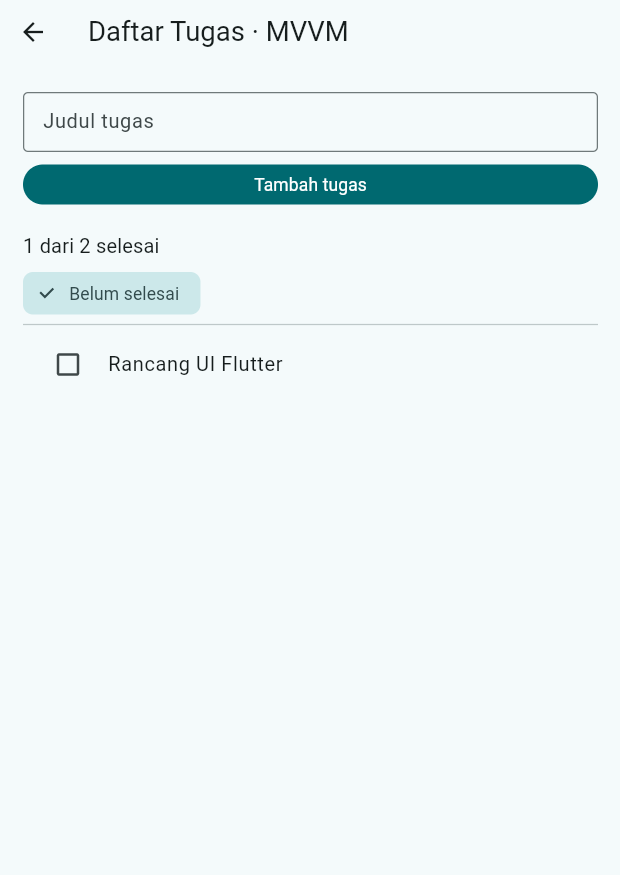 Daftar Tugas · MVVM
Judul tugas
Tambah tugas
1 dari 2 selesai
Belum selesai
Rancang UI Flutter